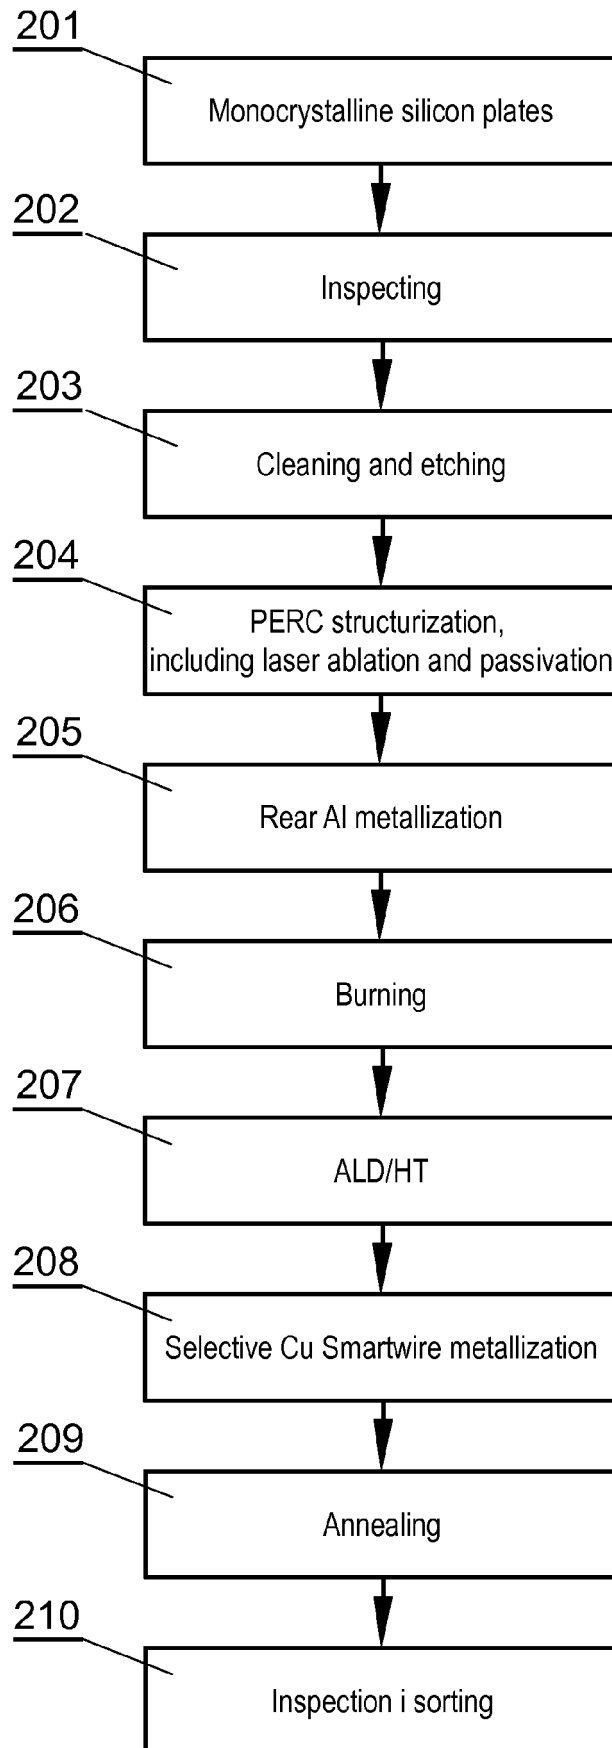 201
Monocrystalline silicon plates
202
Inspecting
203
Cleaning and etching
204
PERC structurization,
including laser ablation and passivation
205
Rear Al metallization
206
Burning
207
ALD/HT
208
Selective Cu Smartwire metallization
209
Annealing
210
Inspection i sorting